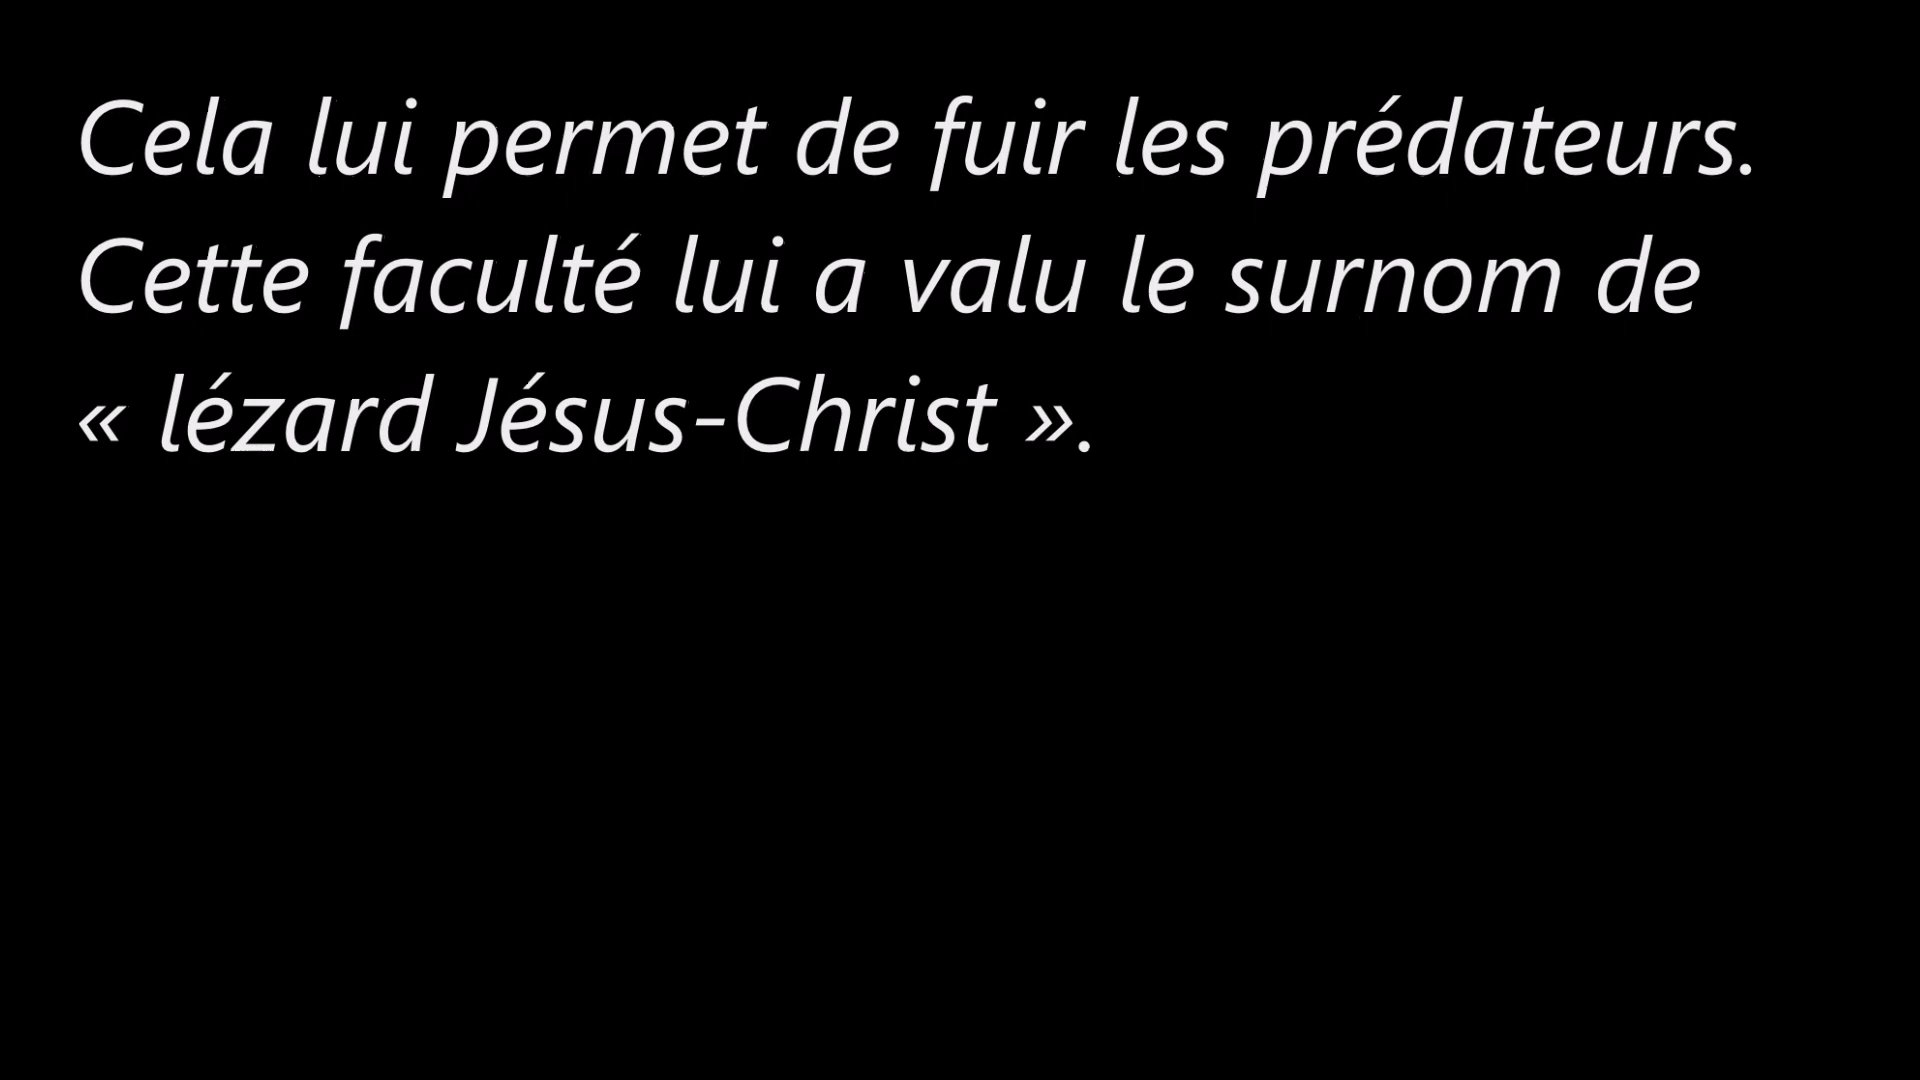 Cela lui permet de fuir les prédateurs.
Cette faculté lui a valu le surnom de
« lézard Jésus-Christ ».